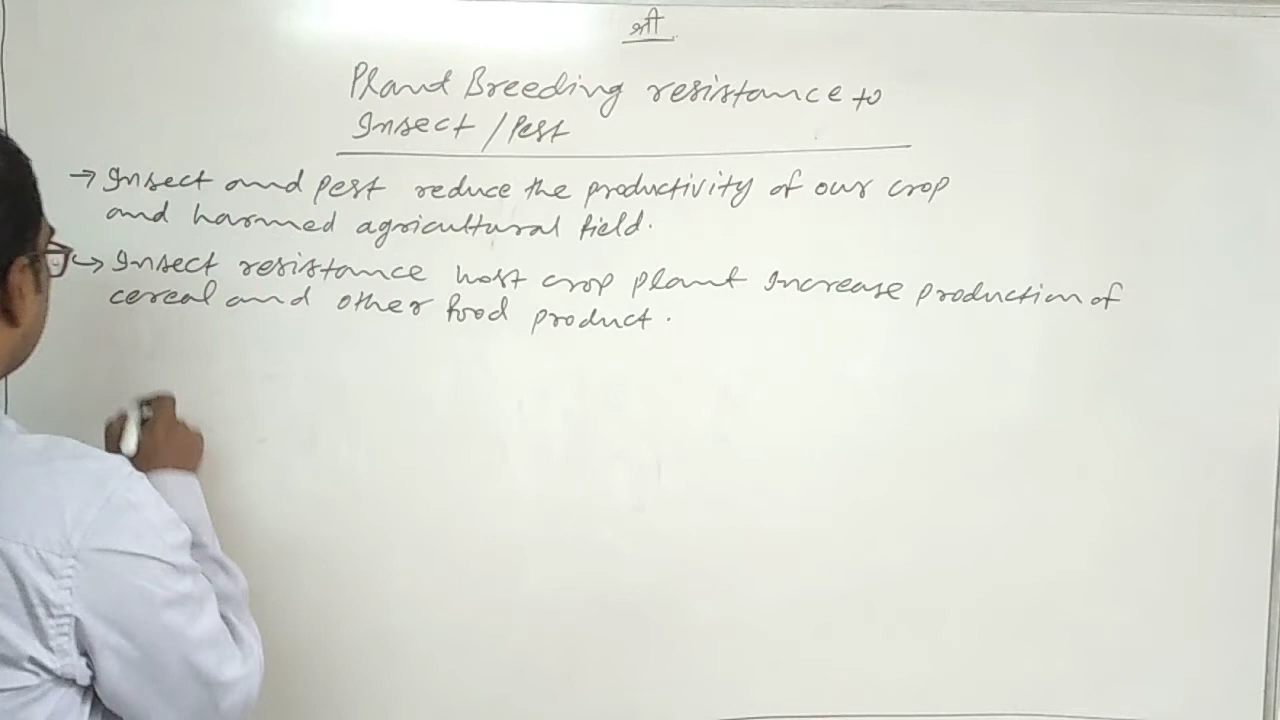 श्री
Plant Breeding resistance to
Insect / Pest
→ Insect and pest reduce the productivity of our crop
and harmed agricultural field.
↪ Insect resistance host crop plant Increase production of
cereal and other food product.